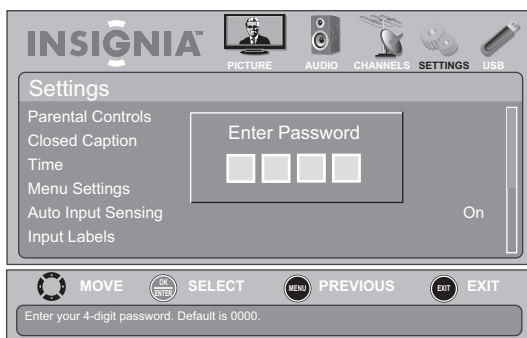 INSIGNIA™
PICTURE AUDIO CHANNELS SETTINGS USB
Settings
Parental Controls
Closed Caption
Time
Menu Settings
Auto Input Sensing On
Input Labels
Enter Password
MOVE OK ENTER SELECT MENU PREVIOUS EXIT EXIT
Enter your 4-digit password. Default is 0000.